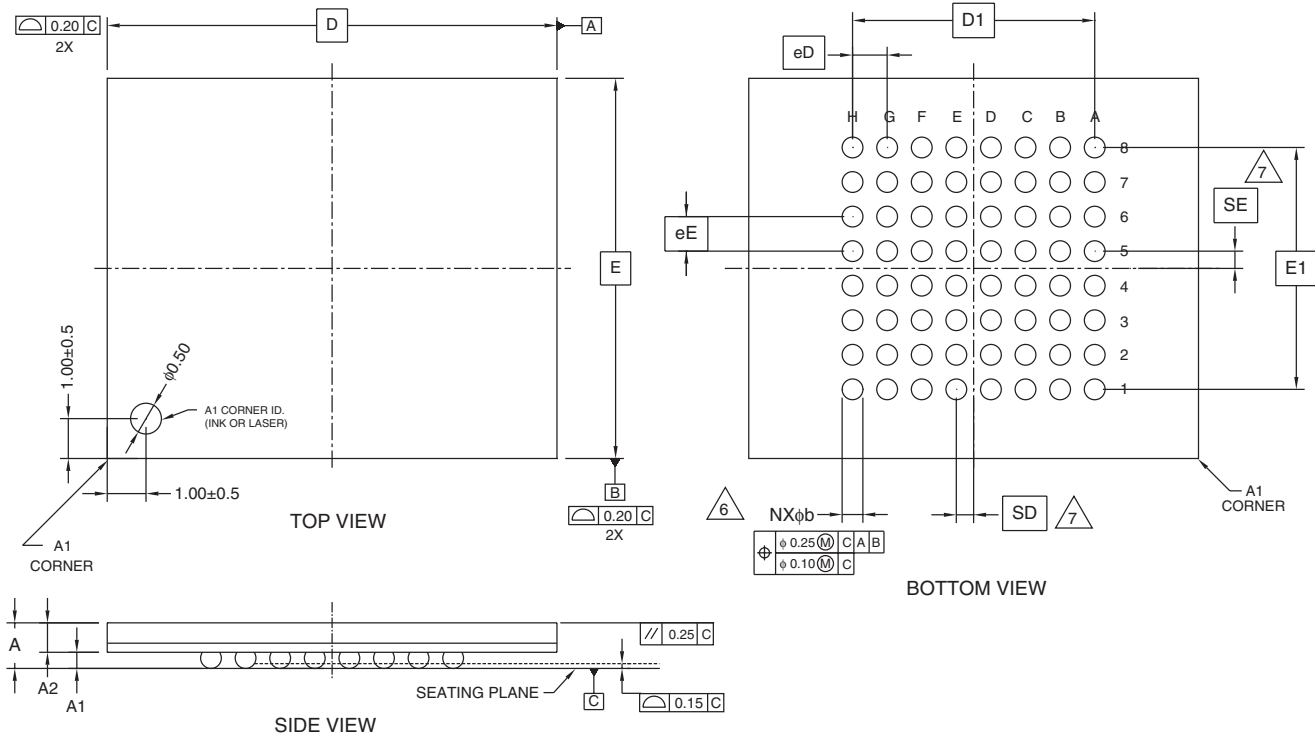 ⌓ 0.20 C
2X
D
A
E
1.00±0.5
φ0.50
A1 CORNER ID.
(INK OR LASER)
1.00±0.5
A1
CORNER
TOP VIEW
B
⌓ 0.20 C
2X
D1
eD
H G F E D C B A
8
7
6
5
4
3
2
1
7
SE
eE
E1
6
NXφb
⌖ φ 0.25 Ⓜ C A B
φ 0.10 Ⓜ C
SD
7
A1
CORNER
BOTTOM VIEW
A
A2
A1
// 0.25 C
SEATING PLANE
C
⌓ 0.15 C
SIDE VIEW